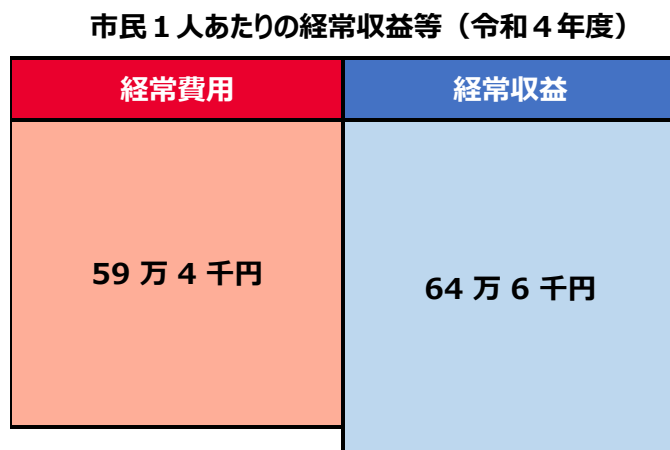 市民１人あたりの経常収益等（令和４年度）
経常費用
経常収益
59 万 4 千円
64 万 6 千円